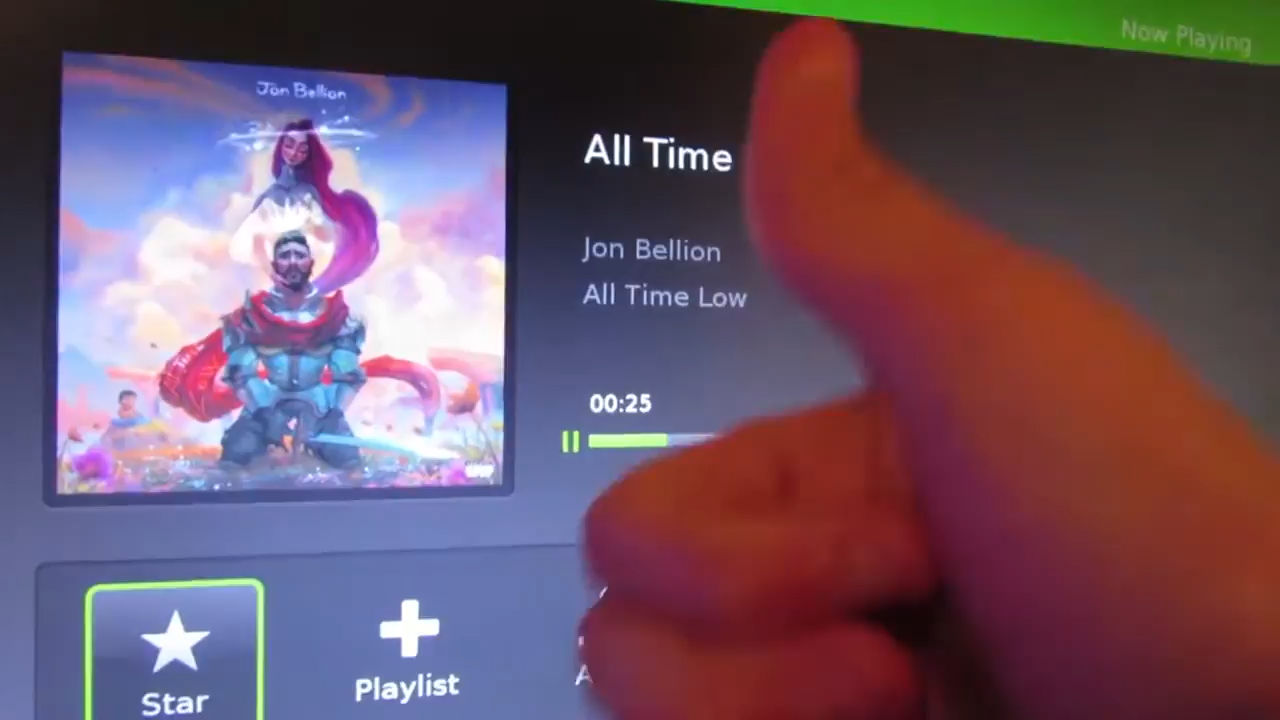 Now Playing
Jon Bellion
All Time
Jon Bellion
All Time Low
00:25
Star
Playlist
A